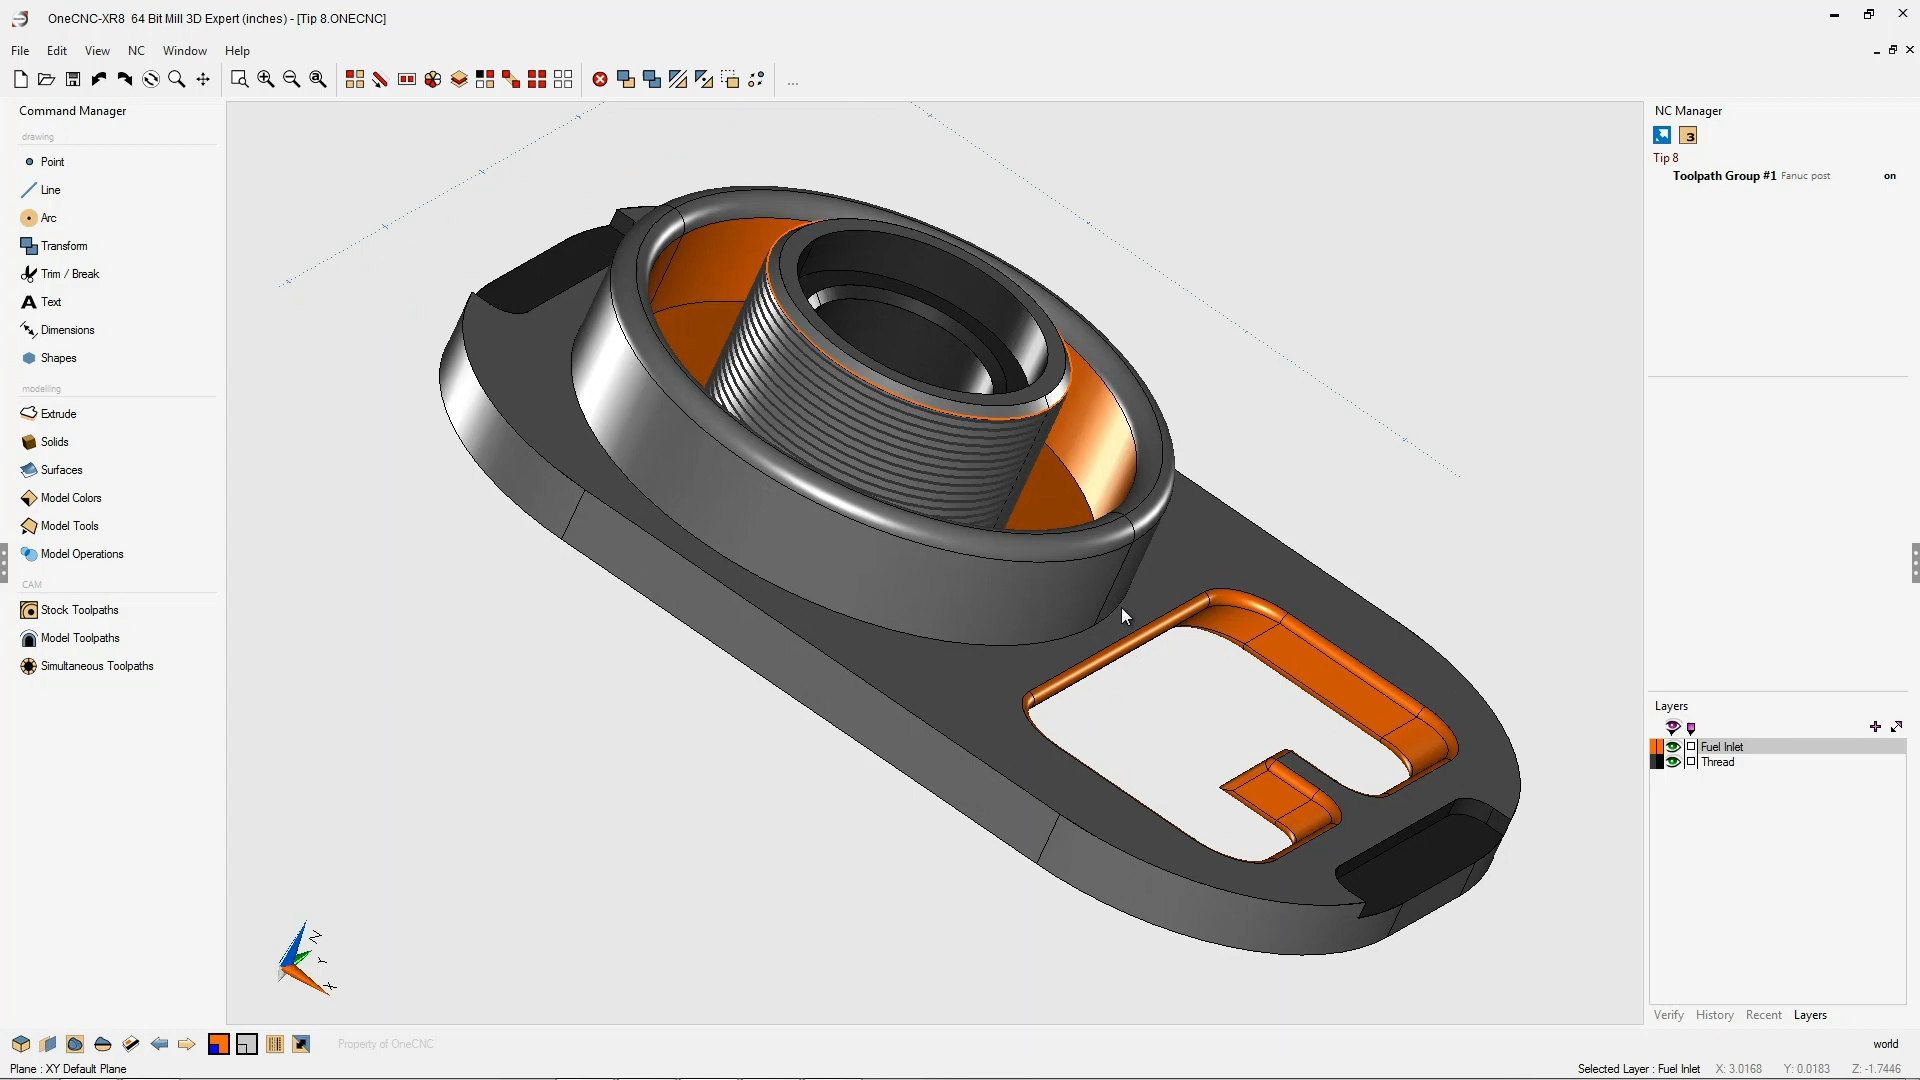 OneCNC-XR8 64 Bit Mill 3D Expert (inches) - [Tip 8.ONECNC]
File Edit View NC Window Help
...
Command Manager
drawing
Point
Line
Arc
Transform
Trim / Break
A Text
Dimensions
Shapes
modelling
Extrude
Solids
Surfaces
Model Colors
Model Tools
Model Operations
CAM
Stock Toolpaths
Model Toolpaths
Simultaneous Toolpaths
Z
Y
X
NC Manager
3
Tip 8
Toolpath Group #1 Fanuc post on
Layers
Fuel Inlet
Thread
Verify History Recent Layers
Property of OneCNC
world
Plane : XY Default Plane
Selected Layer : Fuel Inlet X: 3.0168 Y: 0.0183 Z: -1.7446